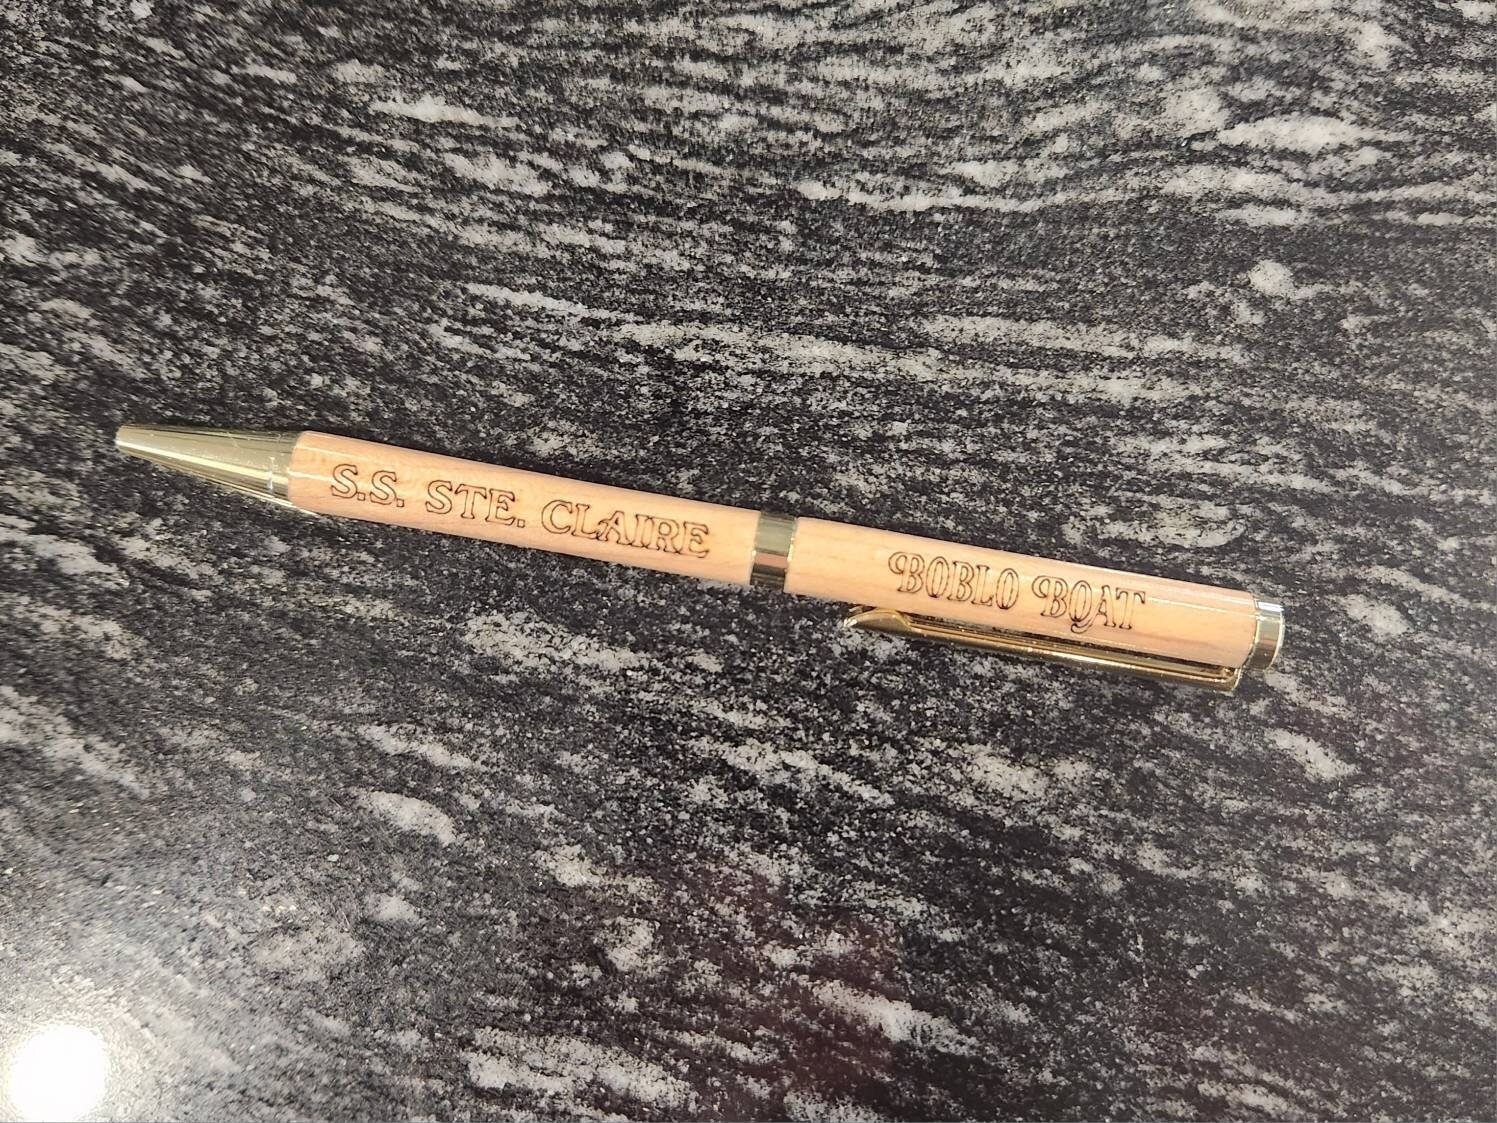 S.S. STE. CLAIRE
BOBLO BOAT